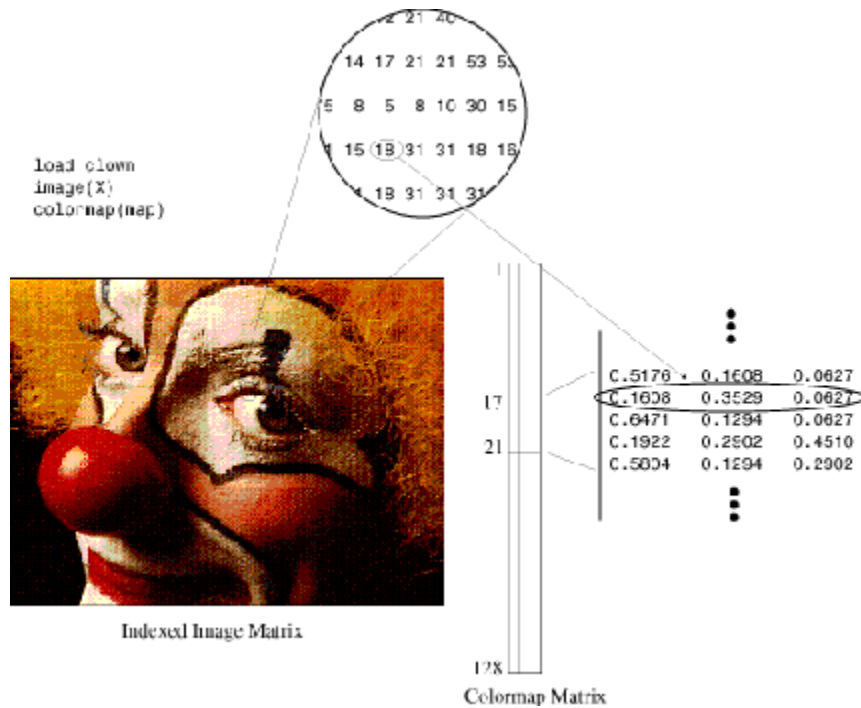 21
14 17 21 21 53
5 8 5 8 10 30 15
15 18 31 31 18 16
18 31 31 31
load clown
image(X)
colormap(map)
1
17
21
128
0.5176 0.1608 0.0627
0.1608 0.3529 0.0627
0.6471 0.1294 0.0627
0.1922 0.2902 0.4510
0.5804 0.1294 0.2902
Indexed Image Matrix
Colormap Matrix